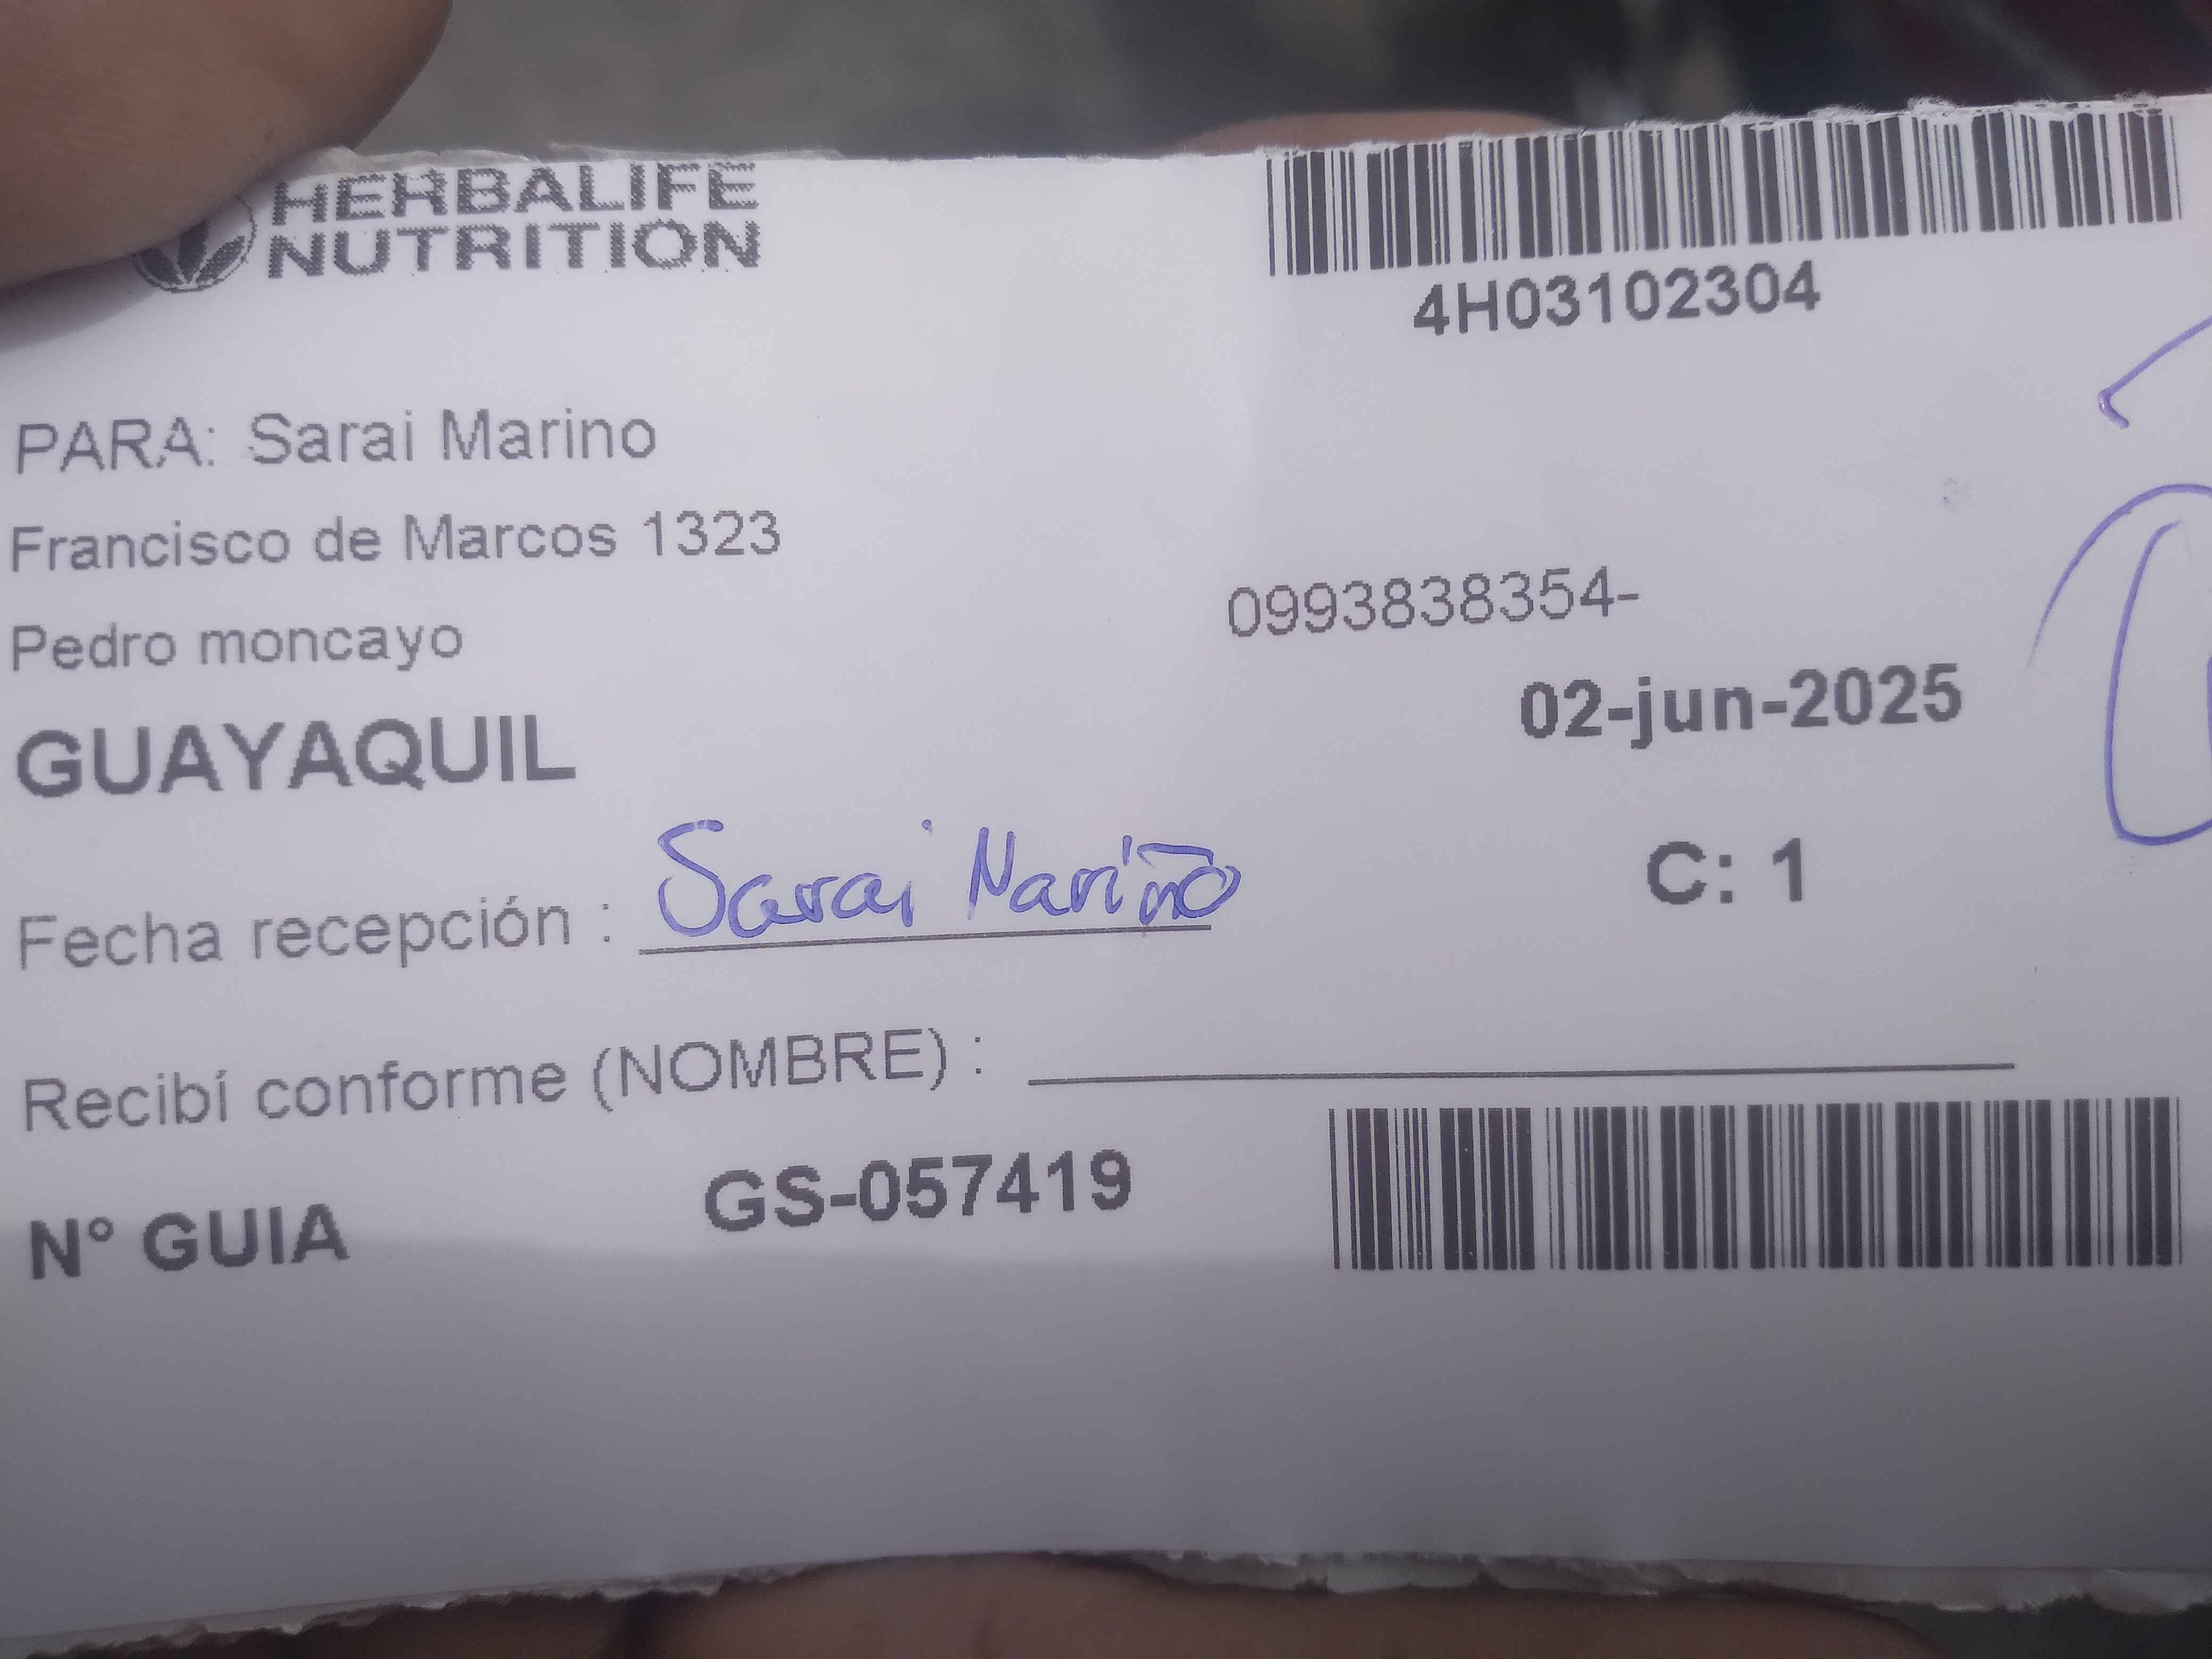 HERBALIFE
NUTRITION
4H03102304
PARA: Sarai Marino
Francisco de Marcos 1323
0993838354-
Pedro moncayo
02-jun-2025
GUAYAQUIL
C: 1
Fecha recepción : Sarai Nariño
Recibí conforme (NOMBRE) :
N° GUIA GS-057419